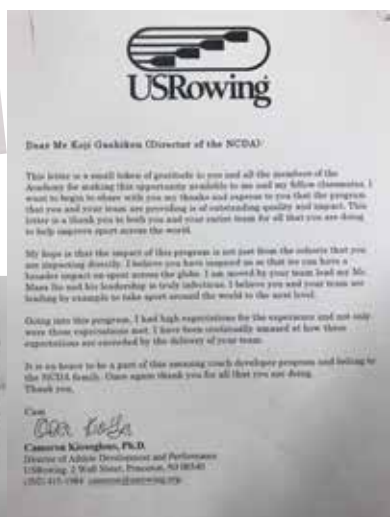 USRowing
Dear Mr Koji Gushiken (Director of the NCDA)
This letter is a small token of gratitude to you and all the members of the
Academy for making this opportunity available to me and my fellow classmates. I
want to begin to share with you my thanks and express to you that the program
that you and your team are providing is of outstanding quality and impact. This
letter is a thank you to both you and your entire team for all that you are doing
to help improve sport across the world.
My hope is that the impact of this program is not just from the cohorts that you
are impacting directly. I believe you have inspired us so that we can have a
broader impact on sport across the globe. I am moved by your team lead my Mr.
Masa Ito and his leadership is truly infectious. I believe you and your team are
leading by example to take sport around the world to the next level.
Going into this program, I had high expectations for the experience and not only
were those expectations met, I have been continually amazed at how those
expectations are exceeded by the delivery of your team.
It is an honor to be a part of this amazing coach developer program and belong to
the NCDA family. Once again thank you for all that you are doing.
Thank you,
Cam
Cameron Ph.D.
Director of Athlete Development and Performance
USRowing, 2 Wall Street, Princeton, NJ 08540